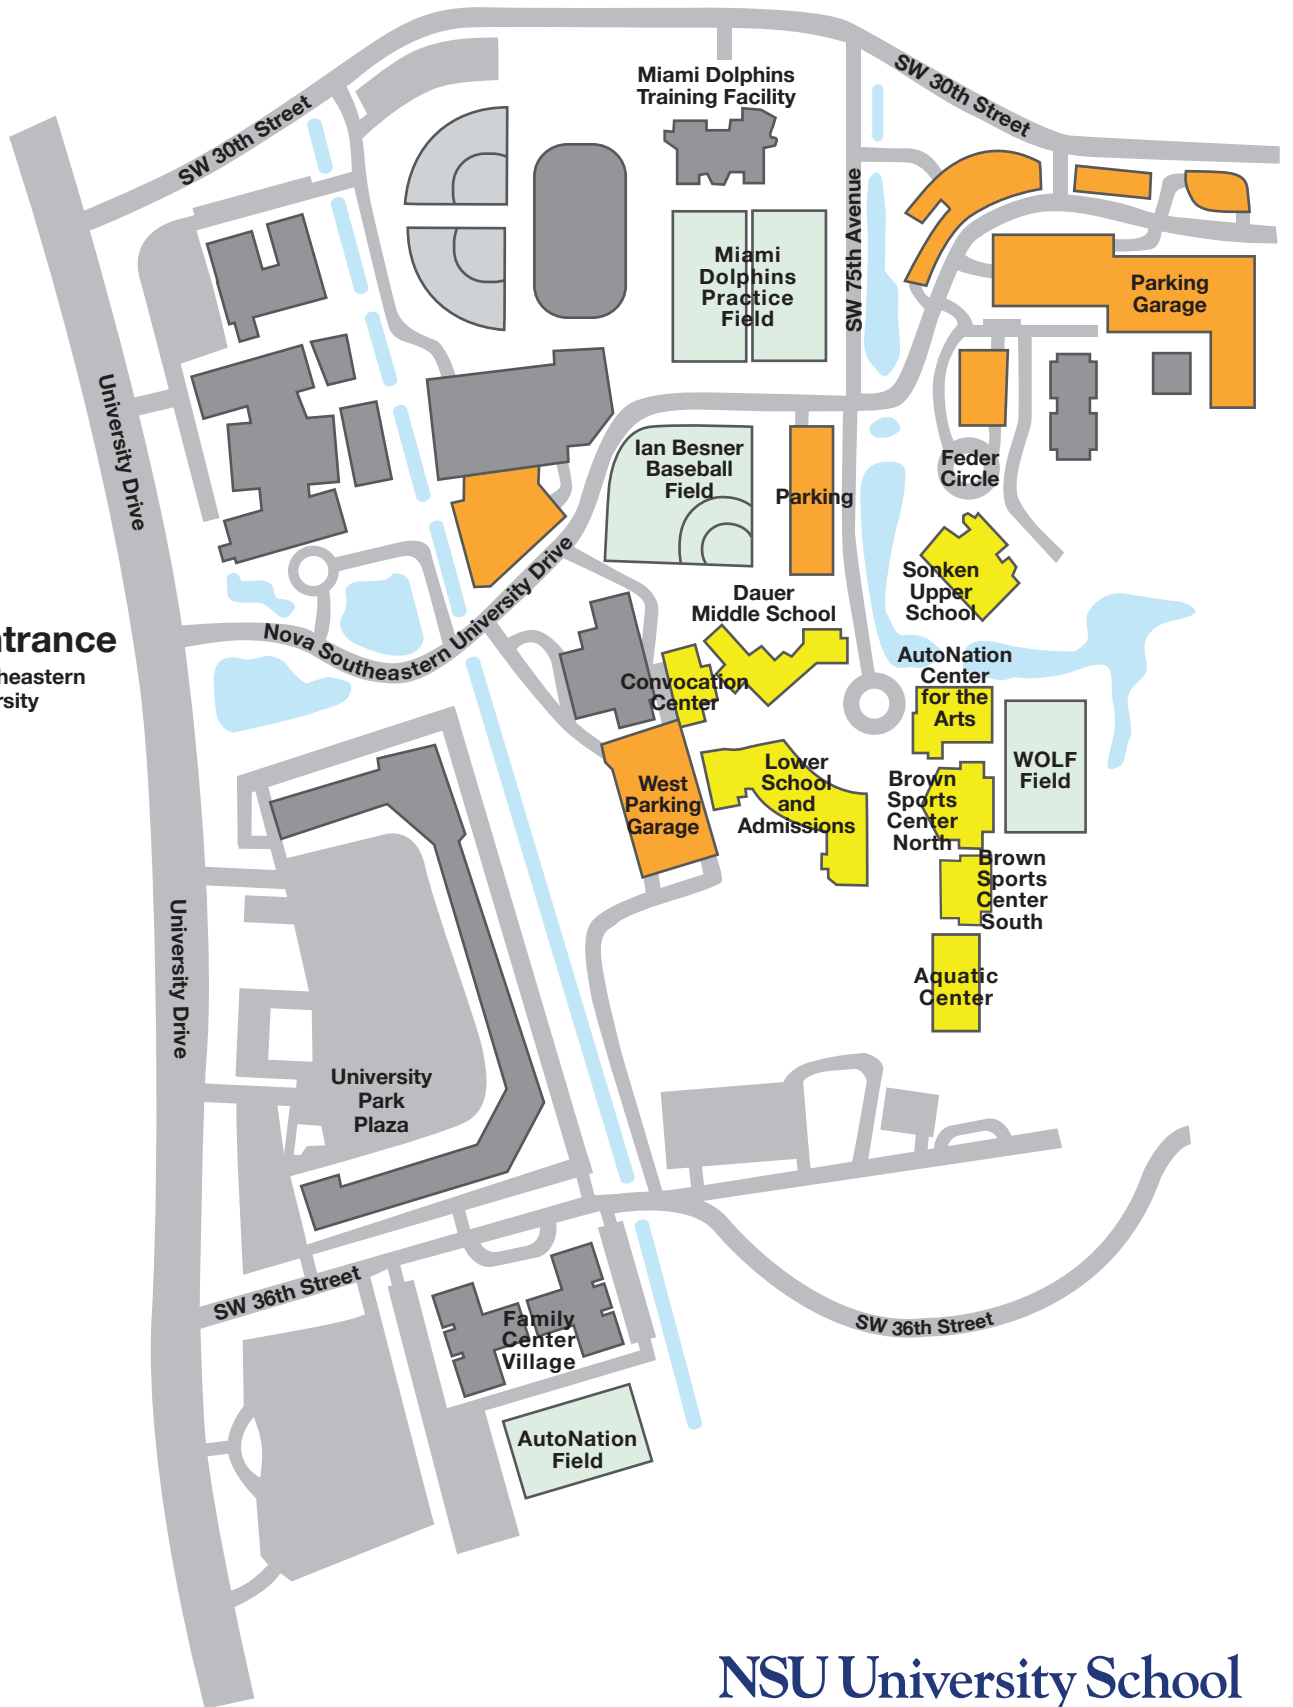 Miami Dolphins
Training Facility
SW 30th Street
SW 30th Street
SW 75th Avenue
Miami
Dolphins
Practice
Field
Parking
Garage
University Drive
Ian Besner
Baseball
Field
Parking
Feder
Circle
Sonken
Upper
School
Dauer
Middle School
Nova Southeastern University Drive
ntrance
heastern
rsity
Convocation
Center
AutoNation
Center
for the
Arts
WOLF
Field
Lower
School
and
Admissions
West
Parking
Garage
Brown
Sports
Center
North
Brown
Sports
Center
South
Aquatic
Center
University Drive
University
Park
Plaza
SW 36th Street
SW 36th Street
Family
Center
Village
AutoNation
Field
NSU University School